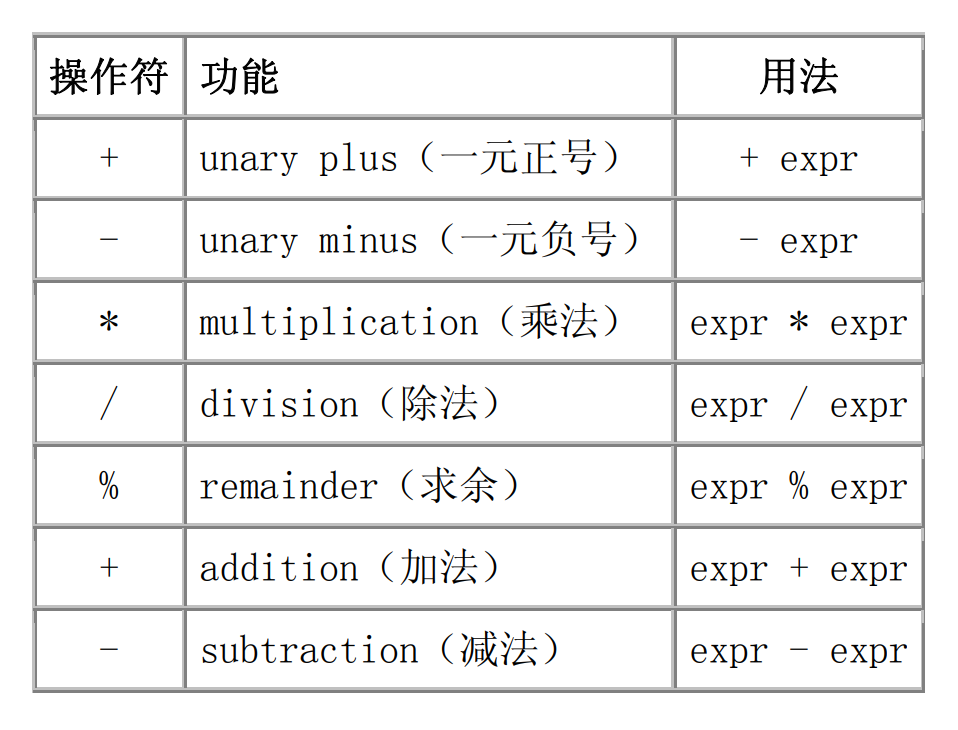 操作符 功能 用法
+ unary plus（一元正号） + expr
- unary minus（一元负号） - expr
* multiplication（乘法） expr * expr
/ division（除法） expr / expr
% remainder（求余） expr % expr
+ addition（加法） expr + expr
- subtraction（减法） expr - expr